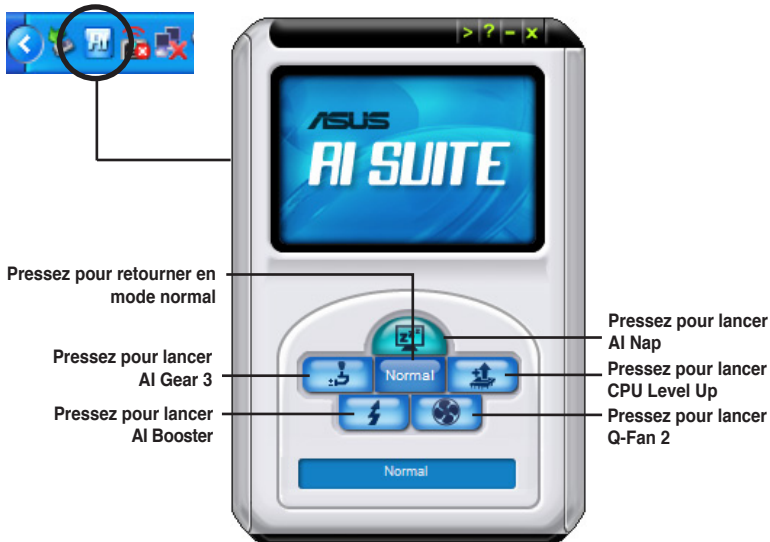 > ? - x
ASUS
AI SUITE
Pressez pour retourner en
mode normal
Pressez pour lancer
AI Nap
Pressez pour lancer
AI Gear 3
Normal
Pressez pour lancer
CPU Level Up
Pressez pour lancer
AI Booster
Pressez pour lancer
Q-Fan 2
Normal